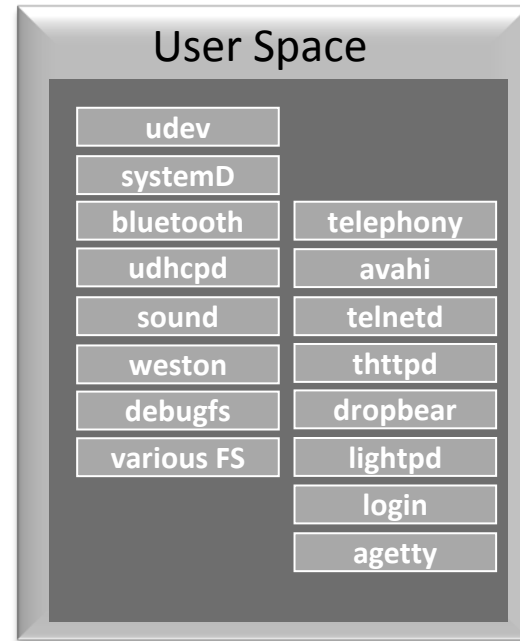 User Space
udev
systemD
bluetooth
udhcpd
sound
weston
debugfs
various FS
telephony
avahi
telnetd
thttpd
dropbear
lightpd
login
agetty